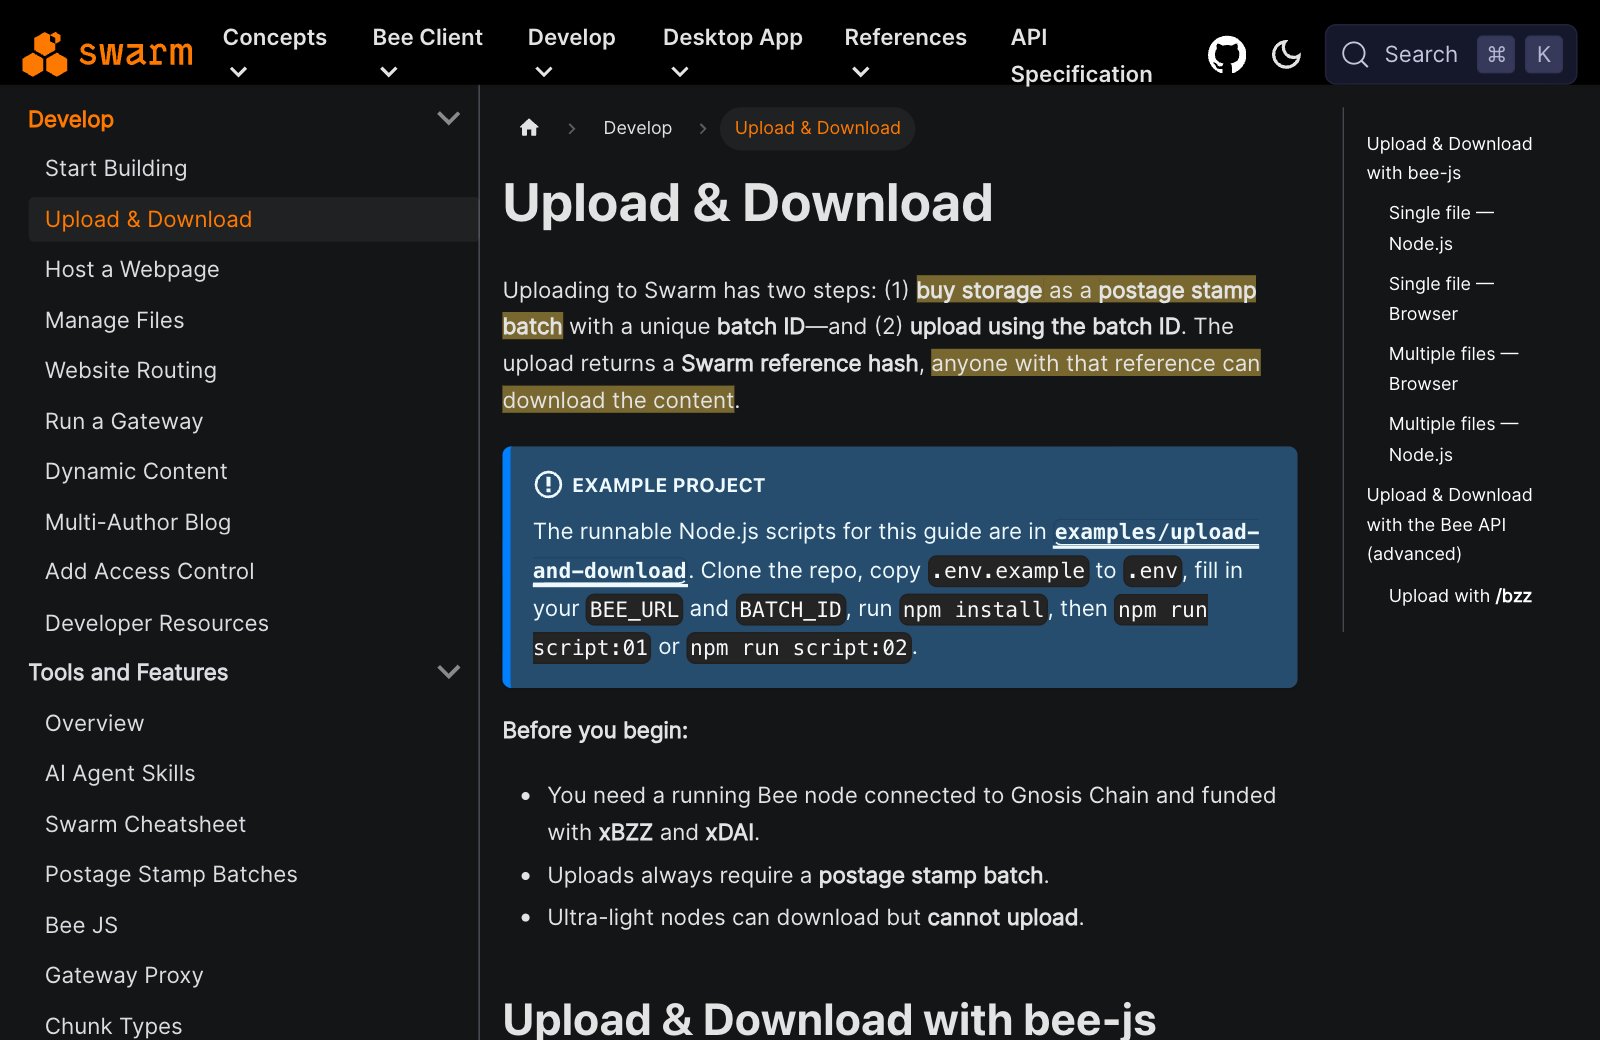 swarm
Concepts
Bee Client
Develop
Desktop App
References
API
Specification
Search ⌘ K
Develop
Start Building
Upload & Download
Host a Webpage
Manage Files
Website Routing
Run a Gateway
Dynamic Content
Multi-Author Blog
Add Access Control
Developer Resources
Tools and Features
Overview
AI Agent Skills
Swarm Cheatsheet
Postage Stamp Batches
Bee JS
Gateway Proxy
Chunk Types
Develop
Upload & Download
Upload & Download
Uploading to Swarm has two steps: (1) buy storage as a postage stamp
batch with a unique batch ID—and (2) upload using the batch ID. The
upload returns a Swarm reference hash, anyone with that reference can
download the content.
EXAMPLE PROJECT
The runnable Node.js scripts for this guide are in examples/upload-
and-download. Clone the repo, copy .env.example to .env, fill in
your BEE_URL and BATCH_ID, run npm install, then npm run
script:01 or npm run script:02.
Before you begin:
• You need a running Bee node connected to Gnosis Chain and funded
with xBZZ and xDAI.
• Uploads always require a postage stamp batch.
• Ultra-light nodes can download but cannot upload.
Upload & Download with bee-js
Upload & Download
with bee-js
Single file —
Node.js
Single file —
Browser
Multiple files —
Browser
Multiple files —
Node.js
Upload & Download
with the Bee API
(advanced)
Upload with /bzz